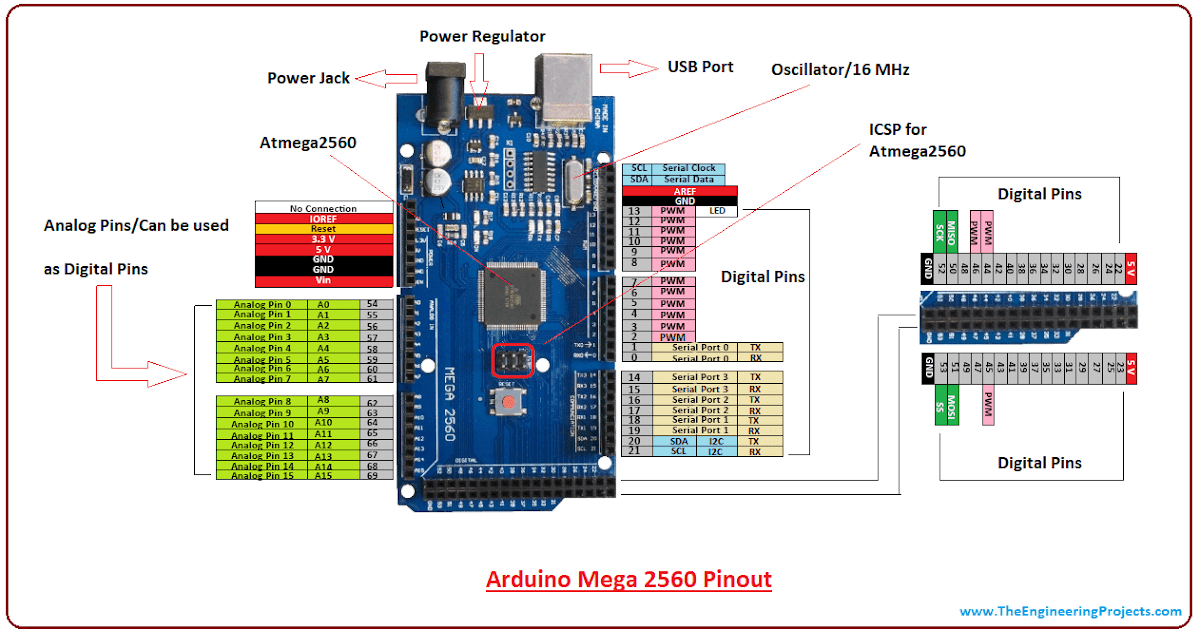 Power Regulator
Power Jack
USB Port
Oscillator/16 MHz
Atmega2560
ICSP for
Atmega2560
Analog Pins/Can be used
as Digital Pins
No Connection
IOREF
Reset
3.3 V
5 V
GND
GND
Vin
Analog Pin 0 A0 54
Analog Pin 1 A1 55
Analog Pin 2 A2 56
Analog Pin 3 A3 57
Analog Pin 4 A4 58
Analog Pin 5 A5 59
Analog Pin 6 A6 60
Analog Pin 7 A7 61
Analog Pin 8 A8 62
Analog Pin 9 A9 63
Analog Pin 10 A10 64
Analog Pin 11 A11 65
Analog Pin 12 A12 66
Analog Pin 13 A13 67
Analog Pin 14 A14 68
Analog Pin 15 A15 69
MADE IN
CHINA
RESET
MEGA 2560
POWER
ANALOG IN
COMMUNICATION
DIGITAL
SCL Serial Clock
SDA Serial Data
AREF
GND
13 PWM LED
12 PWM
11 PWM
10 PWM
9 PWM
8 PWM
7 PWM
6 PWM
5 PWM
4 PWM
3 PWM
2 PWM
1 Serial Port 0 TX
0 Serial Port 0 RX
14 Serial Port 3 TX
15 Serial Port 3 RX
16 Serial Port 2 TX
17 Serial Port 2 RX
18 Serial Port 1 TX
19 Serial Port 1 RX
20 SDA I2C TX
21 SCL I2C RX
Digital Pins
Digital Pins
SCK MISO PWM PWM
GND 52 50 48 46 44 42 40 38 36 34 32 30 28 26 24 22 5 V
GND 53 51 49 47 45 43 41 39 37 35 33 31 29 27 25 23 5 V
SS MOSI PWM
Digital Pins
Arduino Mega 2560 Pinout
www.TheEngineeringProjects.com